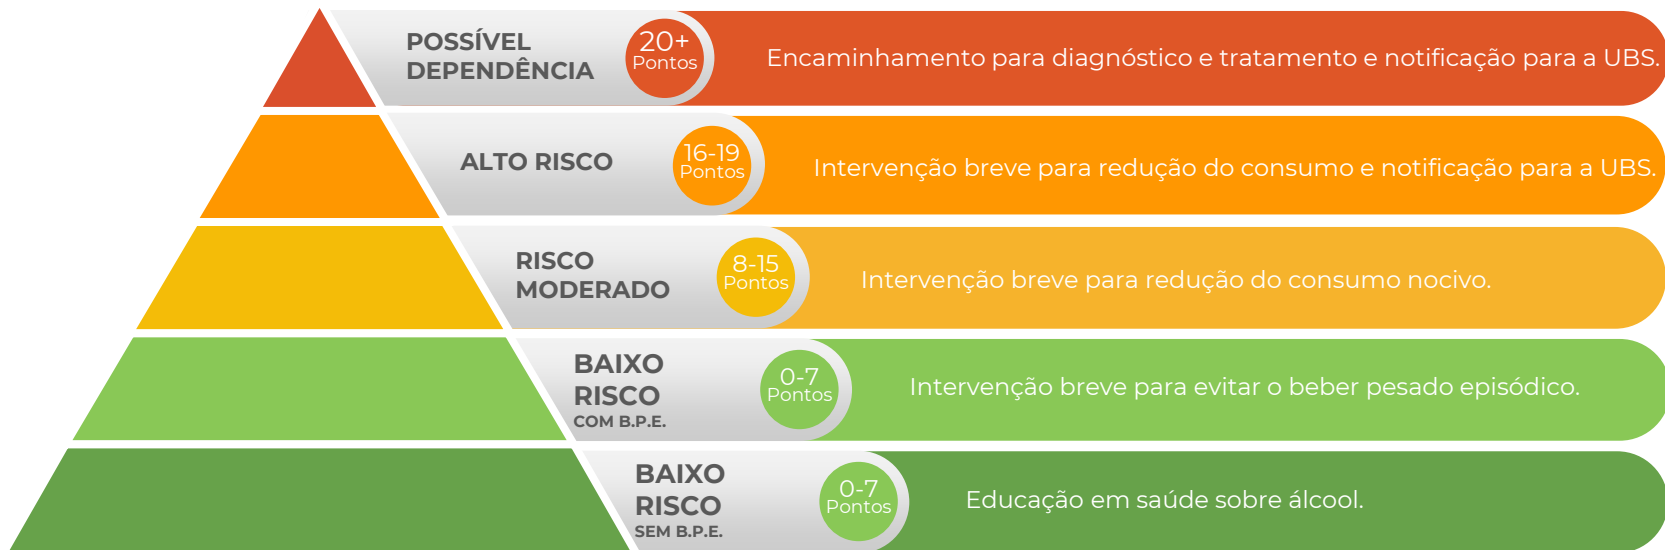 POSSÍVEL
DEPENDÊNCIA
20+
Pontos
Encaminhamento para diagnóstico e tratamento e notificação para a UBS.
ALTO RISCO
16-19
Pontos
Intervenção breve para redução do consumo e notificação para a UBS.
RISCO
MODERADO
8-15
Pontos
Intervenção breve para redução do consumo nocivo.
BAIXO
RISCO
COM B.P.E.
0-7
Pontos
Intervenção breve para evitar o beber pesado episódico.
BAIXO
RISCO
SEM B.P.E.
0-7
Pontos
Educação em saúde sobre álcool.